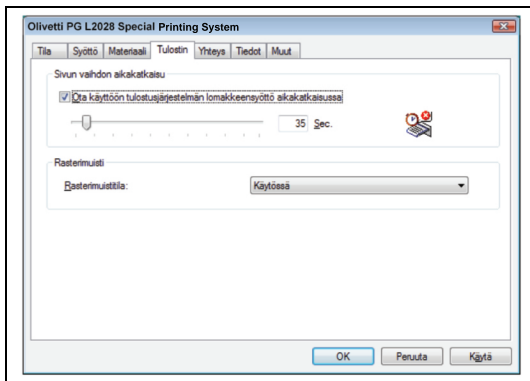 Olivetti PG L2028 Special Printing System
Tila Syöttö Materiaali Tulostin Yhteys Tiedot Muut
Sivun vaihdon aikakatkaisu
Ota käyttöön tulostusjärjestelmän lomakkeensyöttö aikakatkaisussa
35 Sec.
Rasterimuisti
Rasterimuistitila: Käytössä
OK Peruuta Käytä